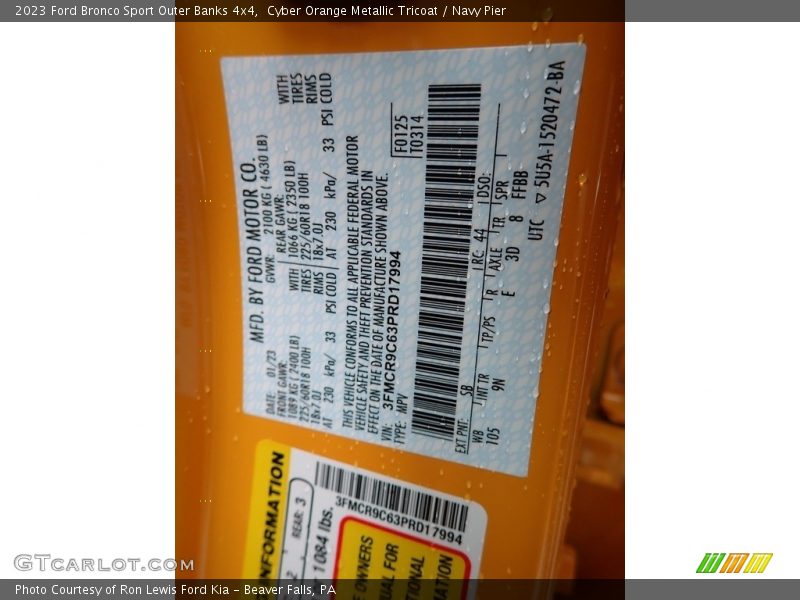 2023 Ford Bronco Sport Outer Banks 4x4,  Cyber Orange Metallic Tricoat / Navy Pier
MFD. BY FORD MOTOR CO.
DATE: 01/23 GVWR: 2100 KG ( 4630 LB)
FRONT GAWR: REAR GAWR:
1089 KG ( 2400 LB) WITH 1066 KG ( 2350 LB) WITH
225/60R18 100H TIRES 225/60R18 100H TIRES
18x7.0J RIMS 18x7.0J RIMS
AT 230 kPa/ 33 PSI COLD AT 230 kPa/ 33 PSI COLD
THIS VEHICLE CONFORMS TO ALL APPLICABLE FEDERAL MOTOR
VEHICLE SAFETY AND THEFT PREVENTION STANDARDS IN
EFFECT ON THE DATE OF MANUFACTURE SHOWN ABOVE.
VIN: 3FMCR9C63PRD17994
TYPE: MPV
F0125
T0314
EXT PNT: SB RC: 44 DSO:
WB INT TR TP/PS R AXLE TR SPR
105 9N E 3D 8 FFBB
UTC ▽ 5U5A-1520472-BA
INFORMATION
REAR: 3
1084 lbs.
3FMCR9C63PRD17994
OWNERS
UAL FOR
TIONAL
MATION
GTCarLot.com
Photo Courtesy of Ron Lewis Ford Kia – Beaver Falls, PA